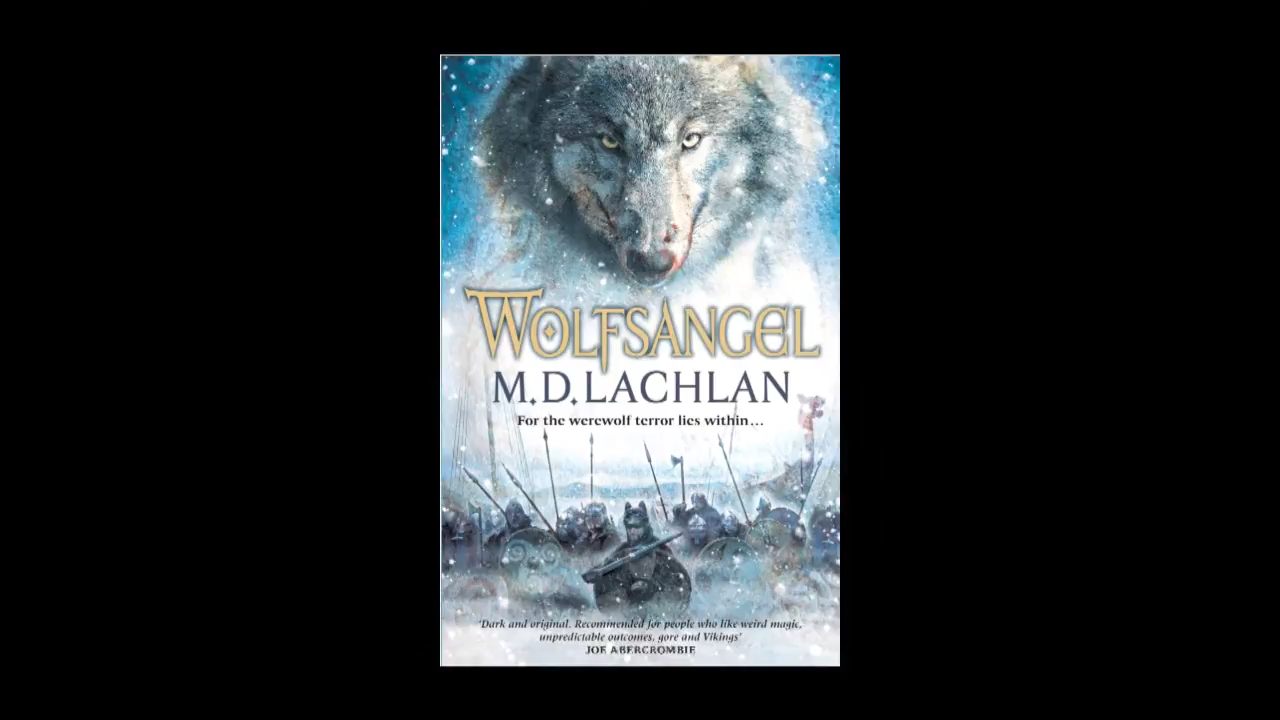 WOLFSANGEL
M.D. LACHLAN
For the werewolf terror lies within...
'Dark and original. Recommended for people who like weird magic,
unpredictable outcomes, gore and Vikings'
JOE ABERCROMBIE